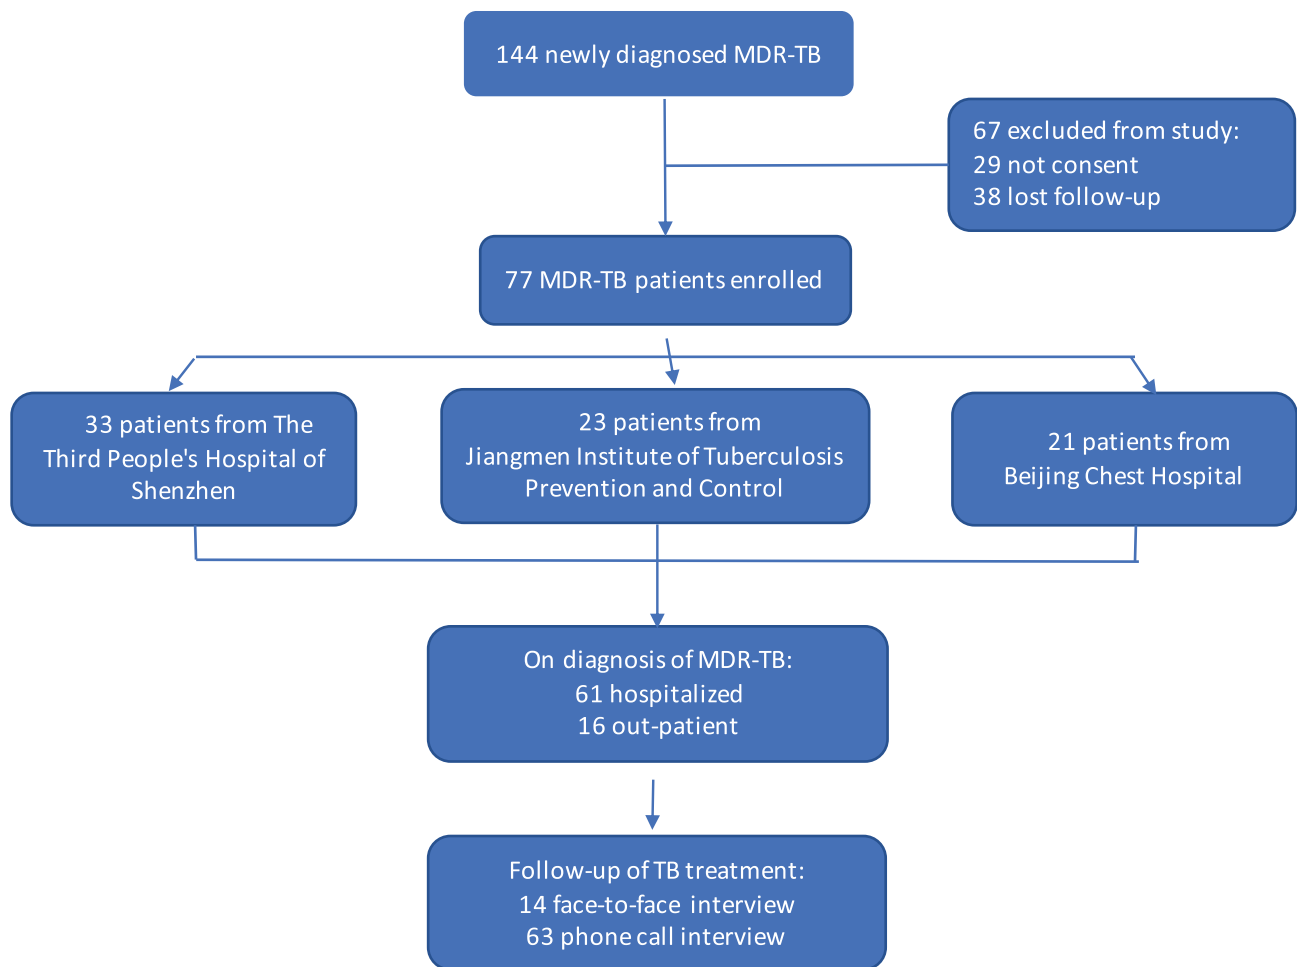 144 newly diagnosed MDR-TB
67 excluded from study:
29 not consent
38 lost follow-up
77 MDR-TB patients enrolled
33 patients from The
Third People's Hospital of
Shenzhen
23 patients from
Jiangmen Institute of Tuberculosis
Prevention and Control
21 patients from
Beijing Chest Hospital
On diagnosis of MDR-TB:
61 hospitalized
16 out-patient
Follow-up of TB treatment:
14 face-to-face interview
63 phone call interview